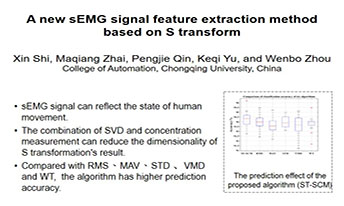 A new sEMG signal feature extraction method
based on S transform
Xin Shi, Maqiang Zhai, Pengjie Qin, Keqi Yu, and Wenbo Zhou
College of Automation, Chongqing University, China
• sEMG signal can reflect the state of human
movement.
• The combination of SVD and concentration
measurement can reduce the dimensionality of
S transformation's result.
• Compared with RMS、MAV、STD 、VMD
and WT, the algorithm has higher prediction
accuracy.
The prediction effect of the
proposed algorithm (ST-SCM)